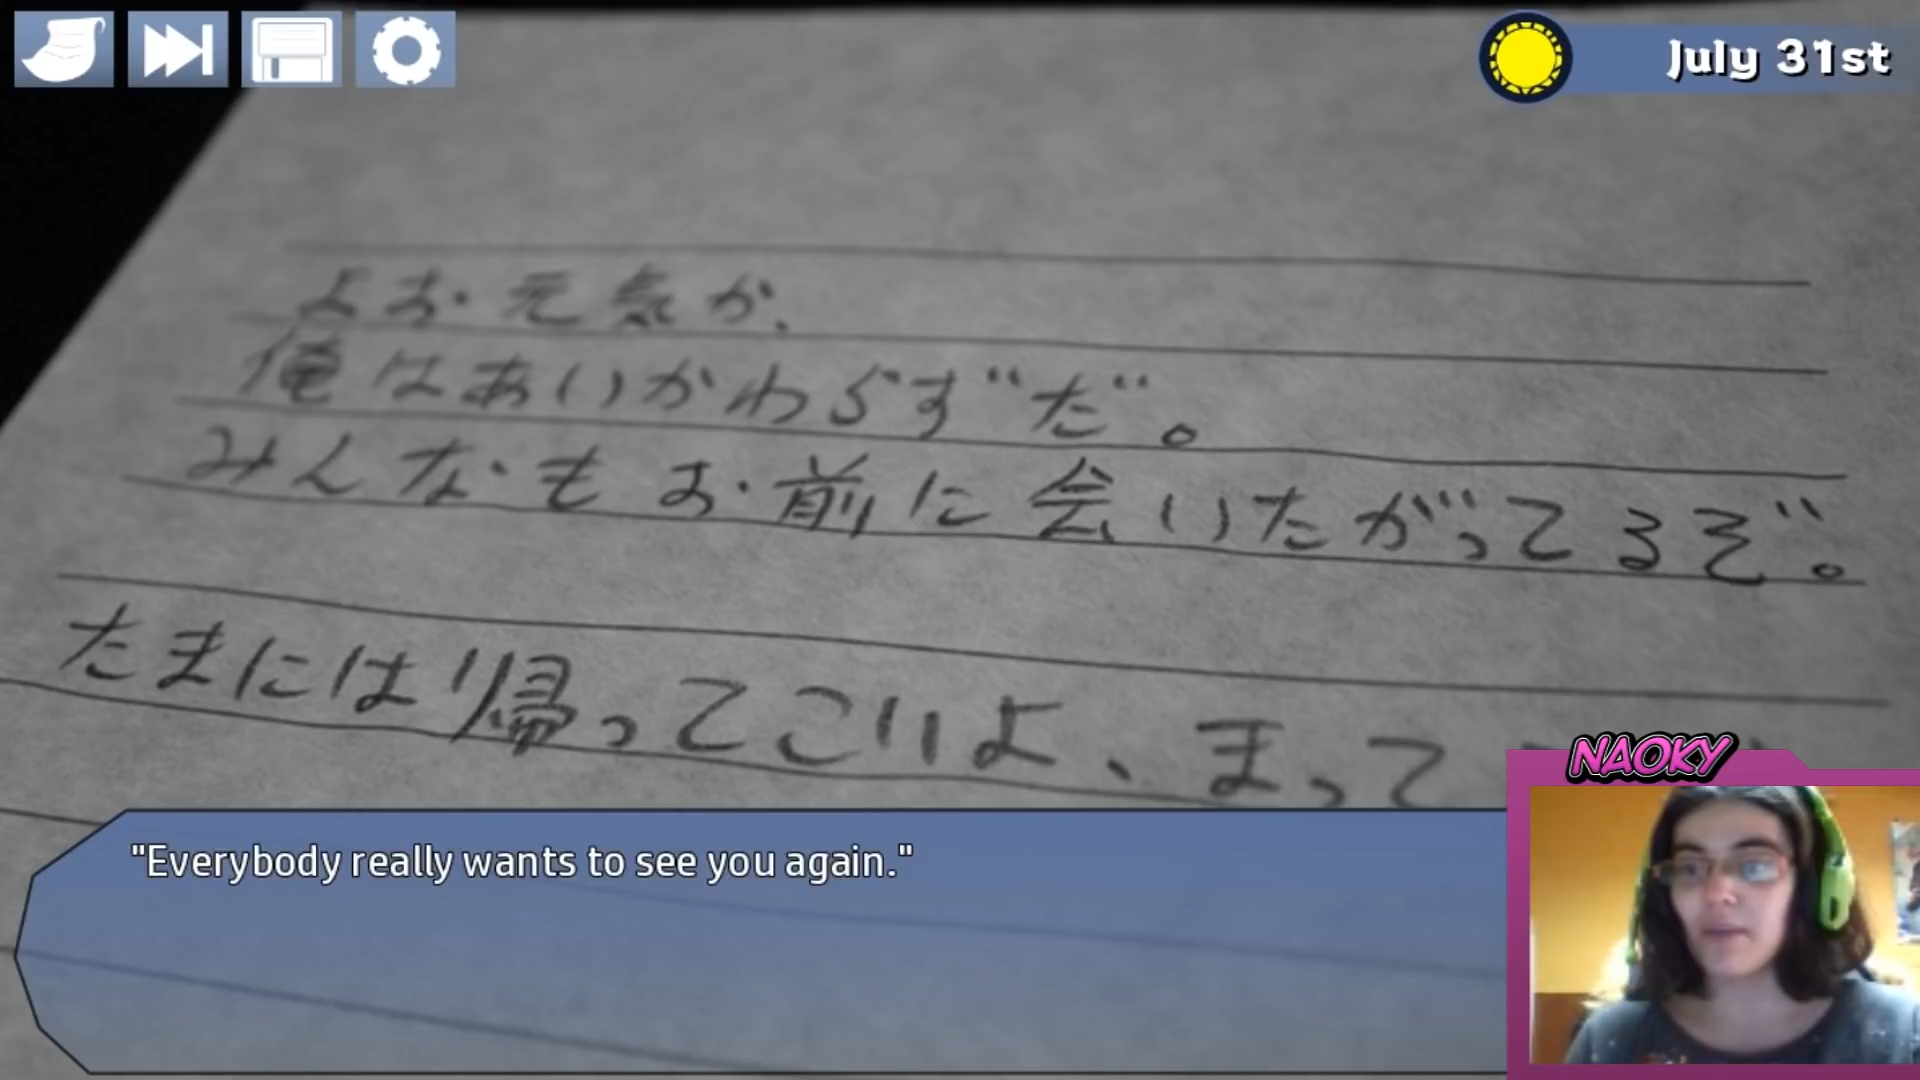 July 31st
よお元気か、
俺はあいかわらずだ。
みんなもお前に会いたがってるぞ。
たまには帰ってこいよ、まって
NAOKY
"Everybody really wants to see you again."